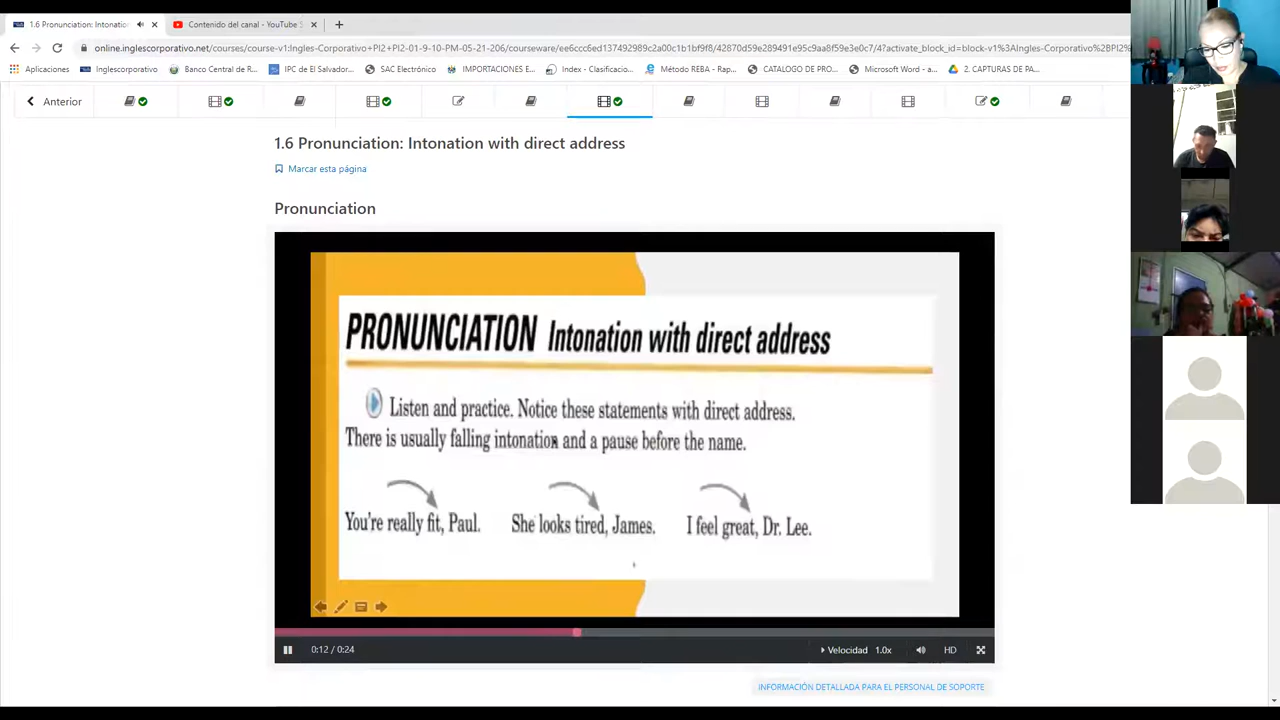 1.6 Pronunciation: Intonation
Contenido del canal - YouTube S
online.inglescorporativo.net/courses/course-v1:Ingles-Corporativo+PI2+PI2-01-9-10-PM-05-21-206/courseware/ee6ccc6ed137492989c2a00c1b1bf9f8/42870d59e289491e95c9aa8f59e3e0c7/4?activate_block_id=block-v1%3AIngles-Corporativo%2BPI2%
Aplicaciones
Inglescorporativo
Banco Central de R...
IPC de El Salvador...
SAC Electrónico
IMPORTACION
Index - Clasificacio...
Método REBA - Rap...
CATALOGO DE PRO...
Microsoft Word - a...
2. CAPTURAS DE PA...
Anterior
1.6 Pronunciation: Intonation with direct address
Marcar esta página
Pronunciation
PRONUNCIATION Intonation with direct address
Listen and practice. Notice these statements with direct address.
There is usually falling intonation and a pause before the name.
You're really fit, Paul. She looks tired, James. I feel great, Dr. Lee.
0:12 / 0:24
Velocidad 1.0x
HD
INFORMACIÓN DETALLADA PARA EL PERSONAL DE SOPORTE